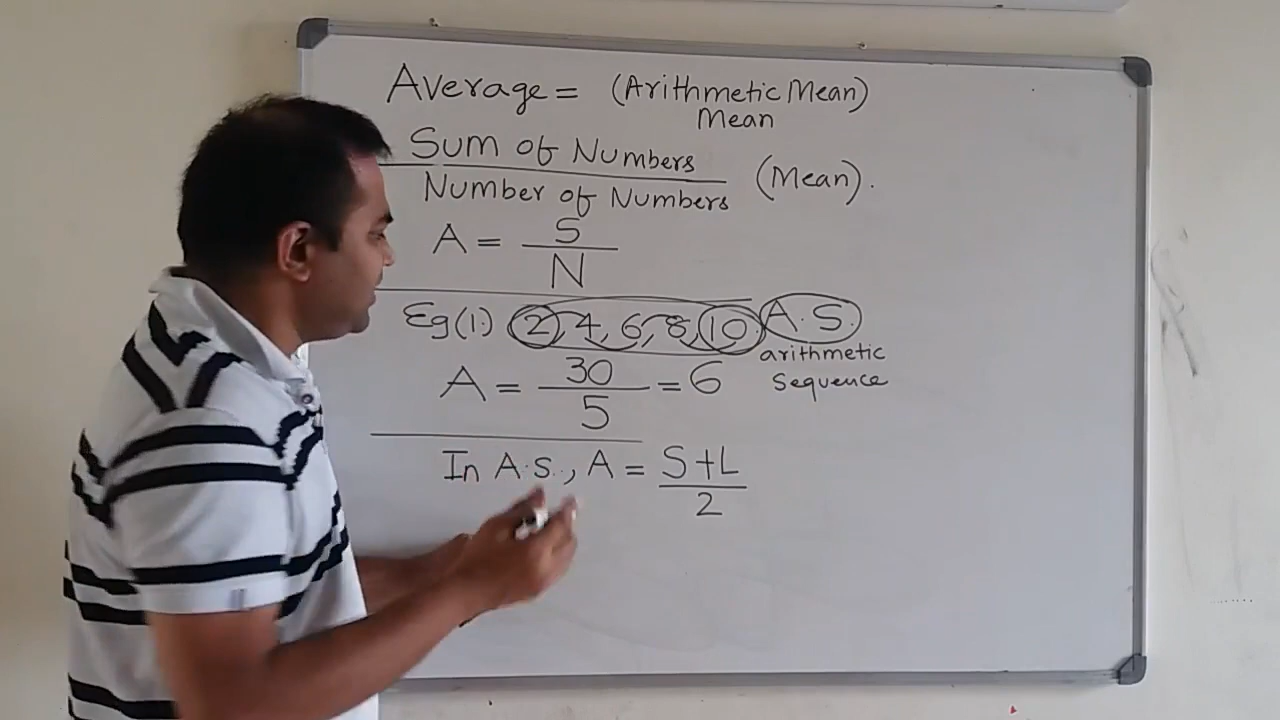 Average = (Arithmetic Mean)
Mean
Sum of Numbers
Number of Numbers (Mean).
A = S
N
Eg(1.) 2, 4, 6, 8, 10. A.S.
arithmetic
Sequence
A = 30 = 6
5
In A.S., A = S+L
2